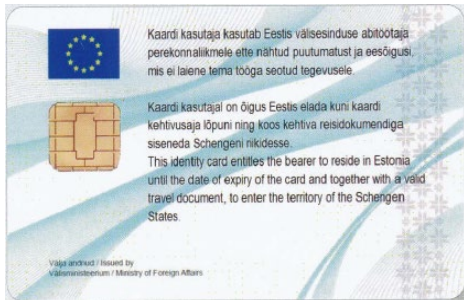 Kaardi kasutaja kasutab Eestis välisesinduse abitöötaja
perekonnaliikmele ette nähtud puutumatust ja eesõigusi,
mis ei laiene tema tööga seotud tegevusele.
Kaardi kasutajal on õigus Eestis elada kuni kaardi
kehtivusaja lõpuni ning koos kehtiva reisidokumendiga
siseneda Schengeni riikidesse.
This identity card entitles the bearer to reside in Estonia
until the date of expiry of the card and together with a valid
travel document, to enter the territory of the Schengen
States.
Välja andnud / Issued by
Välisministeerium / Ministry of Foreign Affairs